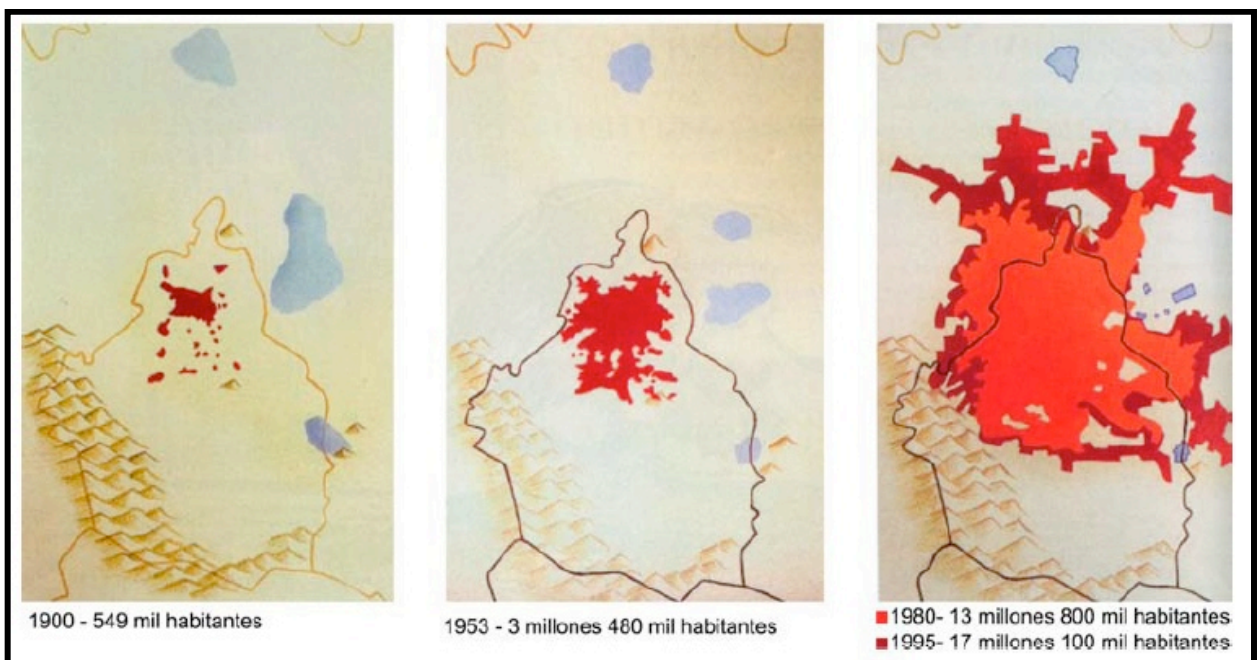 1900 - 549 mil habitantes
1953 - 3 millones 480 mil habitantes
1980- 13 millones 800 mil habitantes
1995- 17 millones 100 mil habitantes